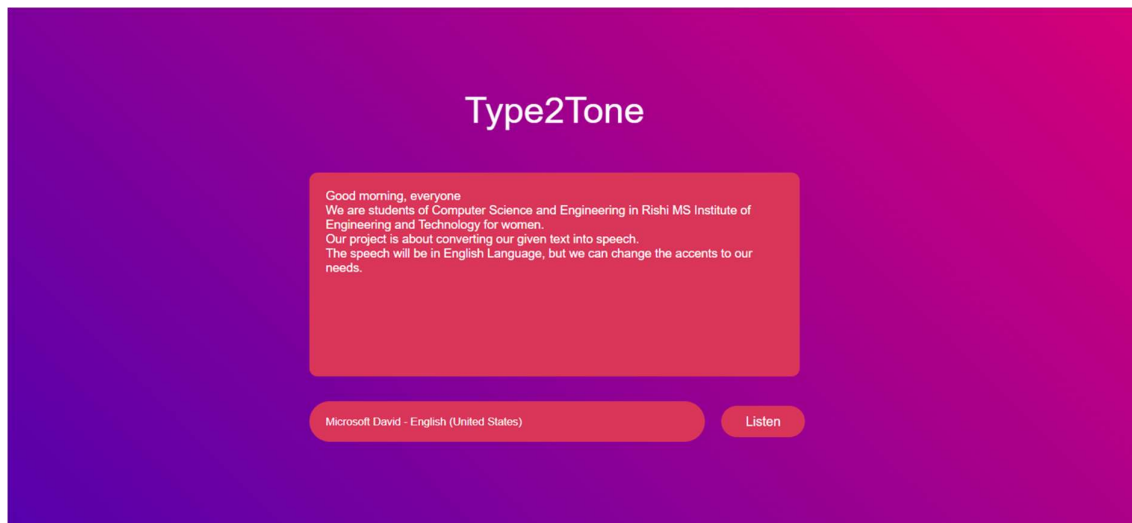 Type2Tone
Good morning, everyone
We are students of Computer Science and Engineering in Rishi MS Institute of
Engineering and Technology for women.
Our project is about converting our given text into speech.
The speech will be in English Language, but we can change the accents to our
needs.
Microsoft David - English (United States)
Listen